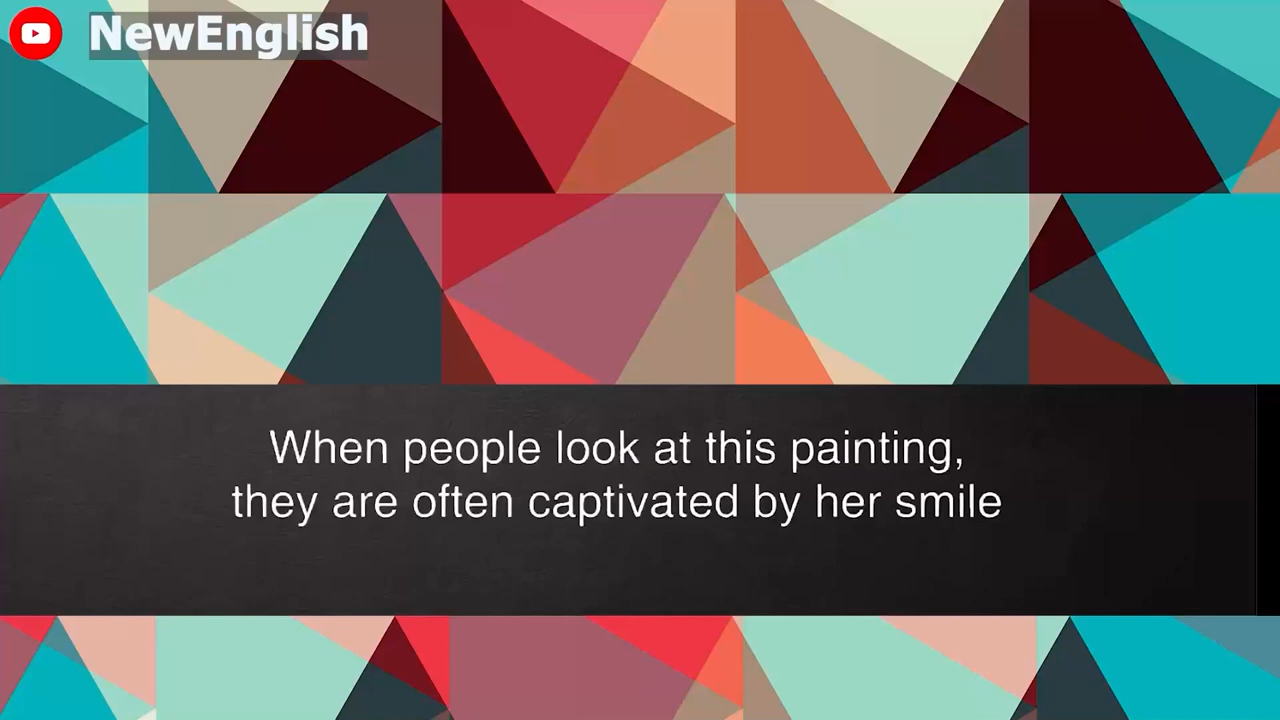 NewEnglish
When people look at this painting,
they are often captivated by her smile